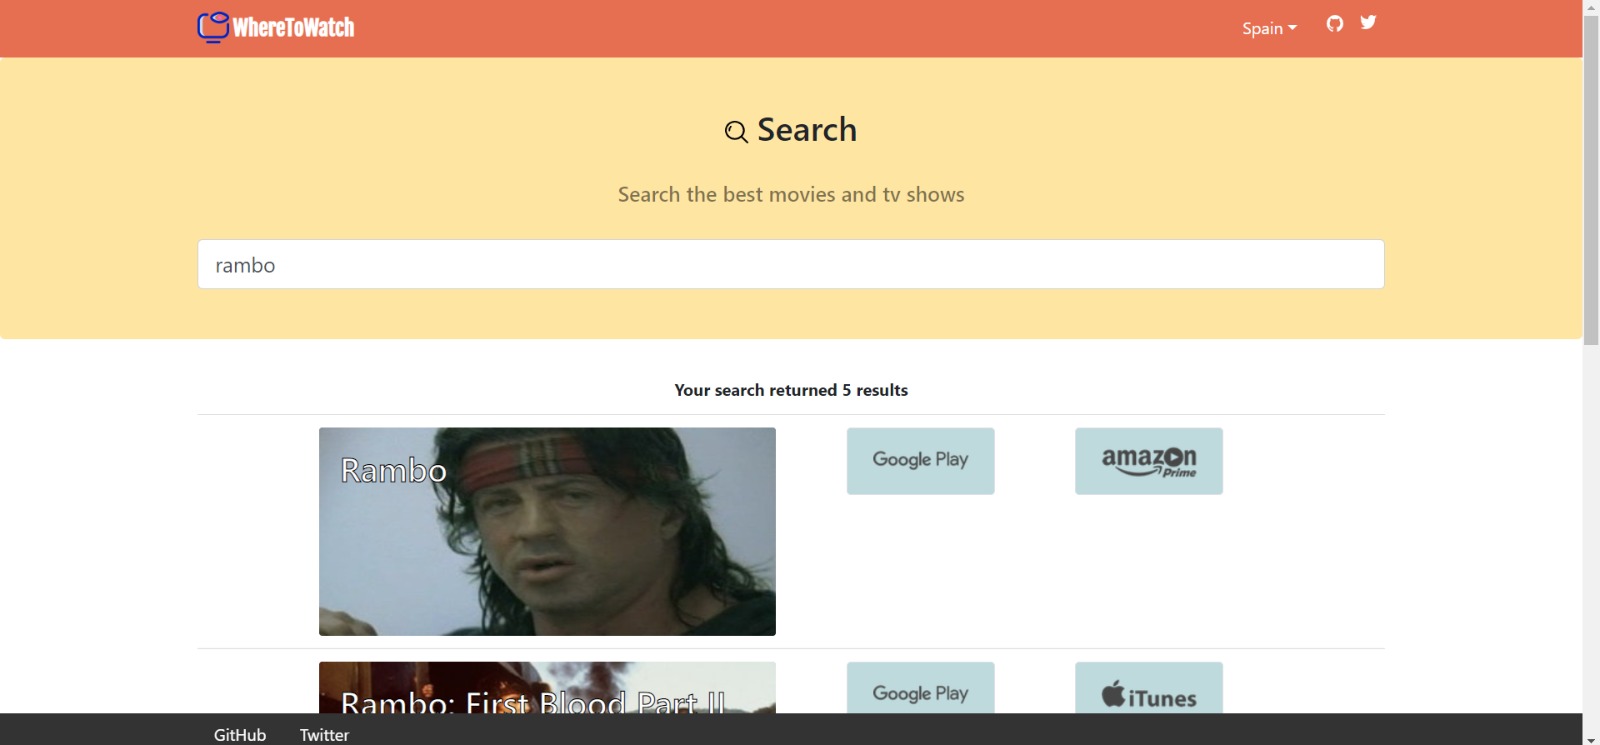 WhereToWatch
Spain
Search
Search the best movies and tv shows
rambo
Your search returned 5 results
Rambo
Google Play
amazon Prime
Rambo: First Blood Part II
Google Play
iTunes
GitHub
Twitter